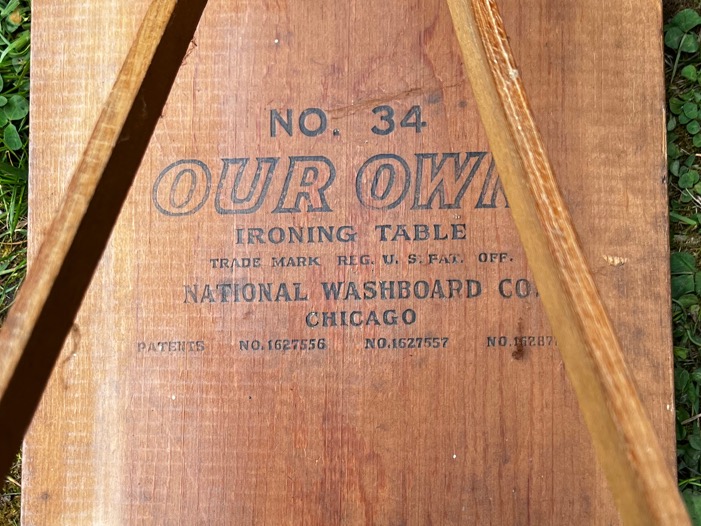 NO. 34
OUR OWN
IRONING TABLE
TRADE MARK REG. U. S. PAT. OFF.
NATIONAL WASHBOARD CO.
CHICAGO
PATENTS NO.1627556 NO.1627557